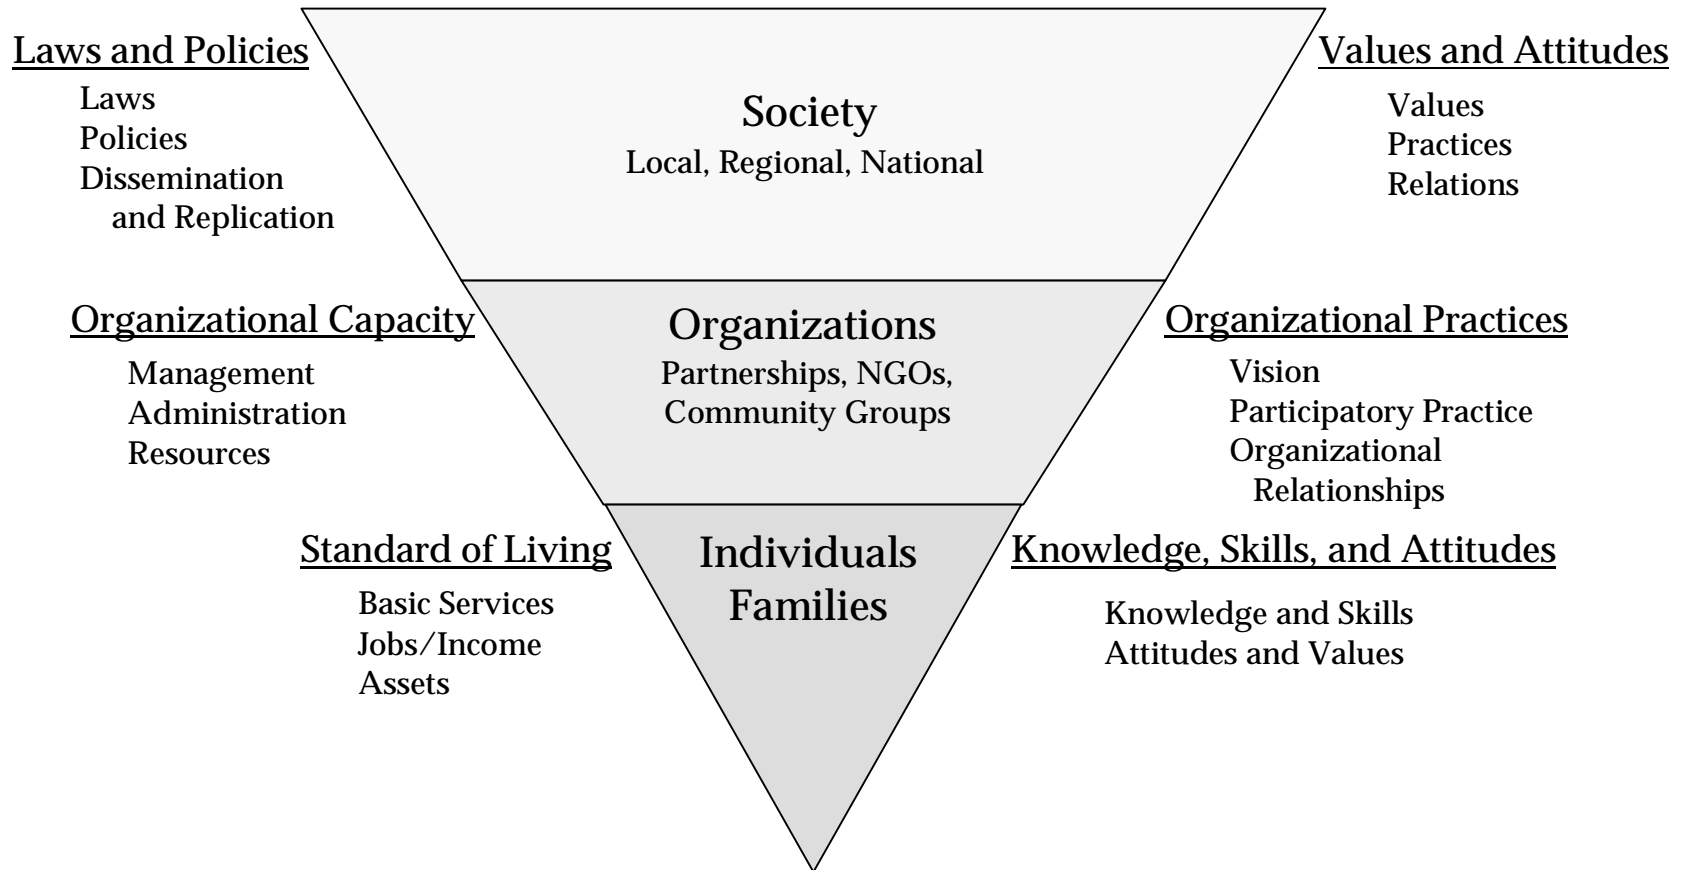 Laws and Policies
Laws
Policies
Dissemination
and Replication
Society
Local, Regional, National
Values and Attitudes
Values
Practices
Relations
Organizational Capacity
Management
Administration
Resources
Organizations
Partnerships, NGOs,
Community Groups
Organizational Practices
Vision
Participatory Practice
Organizational
Relationships
Standard of Living
Basic Services
Jobs/Income
Assets
Individuals
Families
Knowledge, Skills, and Attitudes
Knowledge and Skills
Attitudes and Values